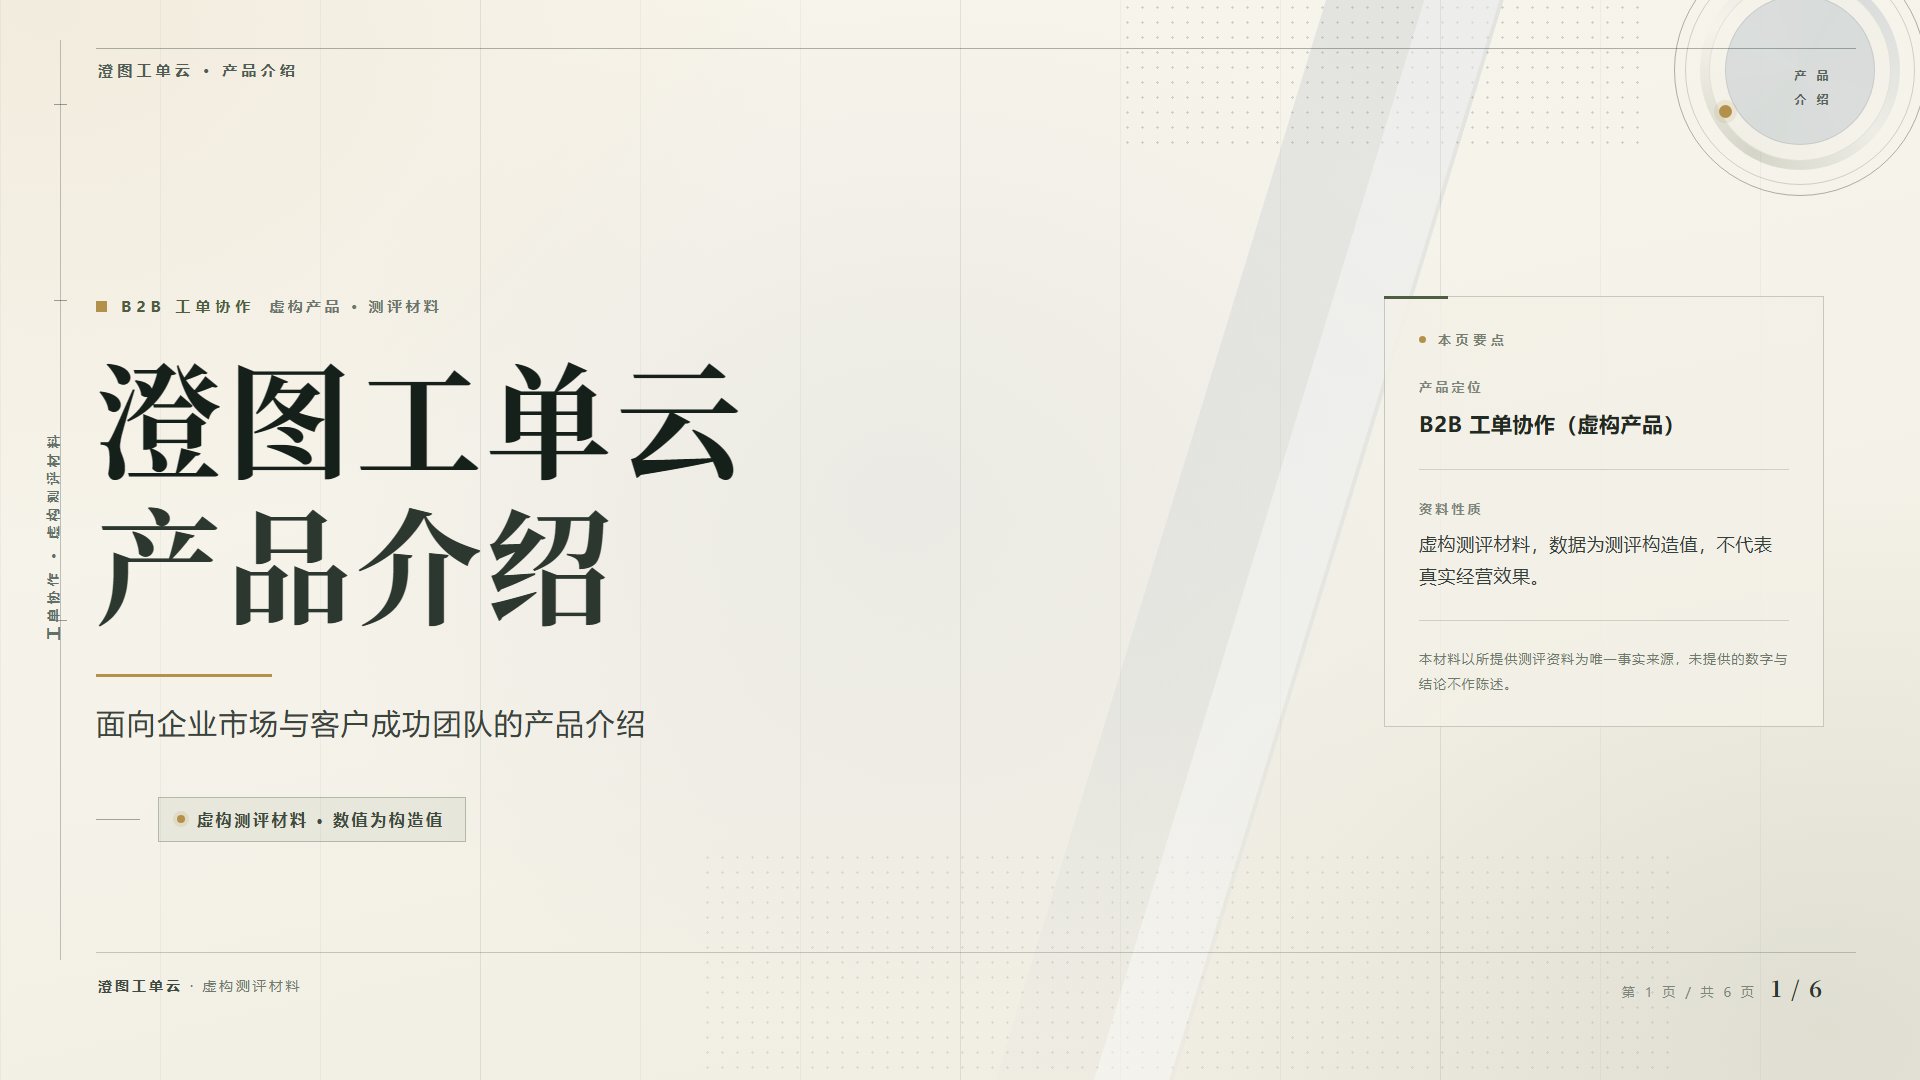 澄图工单云 • 产品介绍
产 品
介 绍
B2B 工单协作 虚构产品 • 测评材料
澄图工单云
产品介绍
面向企业市场与客户成功团队的产品介绍
虚构测评材料 • 数值为构造值
工单协作 • 虚构测评材料
本页要点
产品定位
B2B 工单协作（虚构产品）
资料性质
虚构测评材料，数据为测评构造值，不代表
真实经营效果。
本材料以所提供测评资料为唯一事实来源，未提供的数字与
结论不作陈述。
澄图工单云 · 虚构测评材料
第 1 页 / 共 6 页 1 / 6